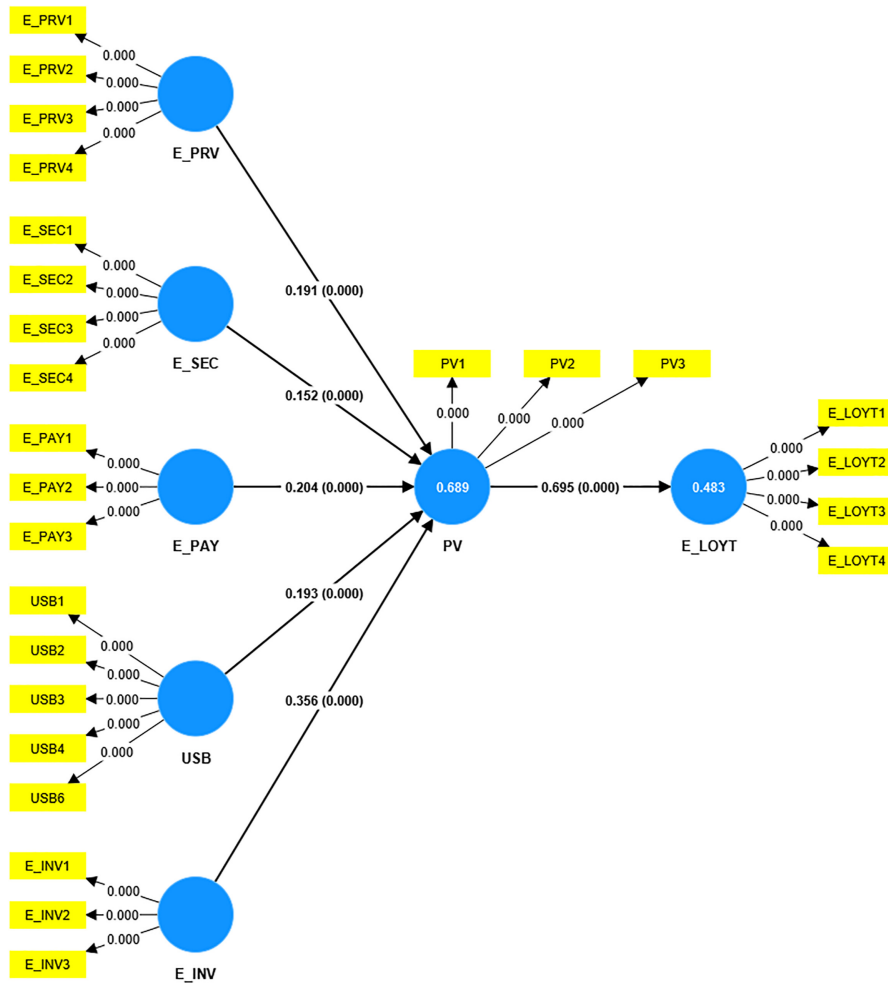 E_PRV1
0.000
E_PRV2
0.000
0.000
E_PRV3
0.000
E_PRV4
E_PRV
E_SEC1
0.000
E_SEC2
0.000
0.000
E_SEC3
0.000
E_SEC4
E_SEC
0.191 (0.000)
0.152 (0.000)
E_PAY1
0.000
E_PAY2
0.000
0.000
E_PAY3
E_PAY
0.204 (0.000)
PV1
PV2
PV3
0.000
0.000
0.000
0.689
PV
0.695 (0.000)
0.483
E_LOYT
E_LOYT1
0.000
E_LOYT2
0.000
0.000
E_LOYT3
0.000
E_LOYT4
USB1
0.000
USB2
0.000
USB3
0.000
0.000
USB4
0.000
USB6
USB
0.193 (0.000)
0.356 (0.000)
E_INV1
0.000
E_INV2
0.000
0.000
E_INV3
E_INV